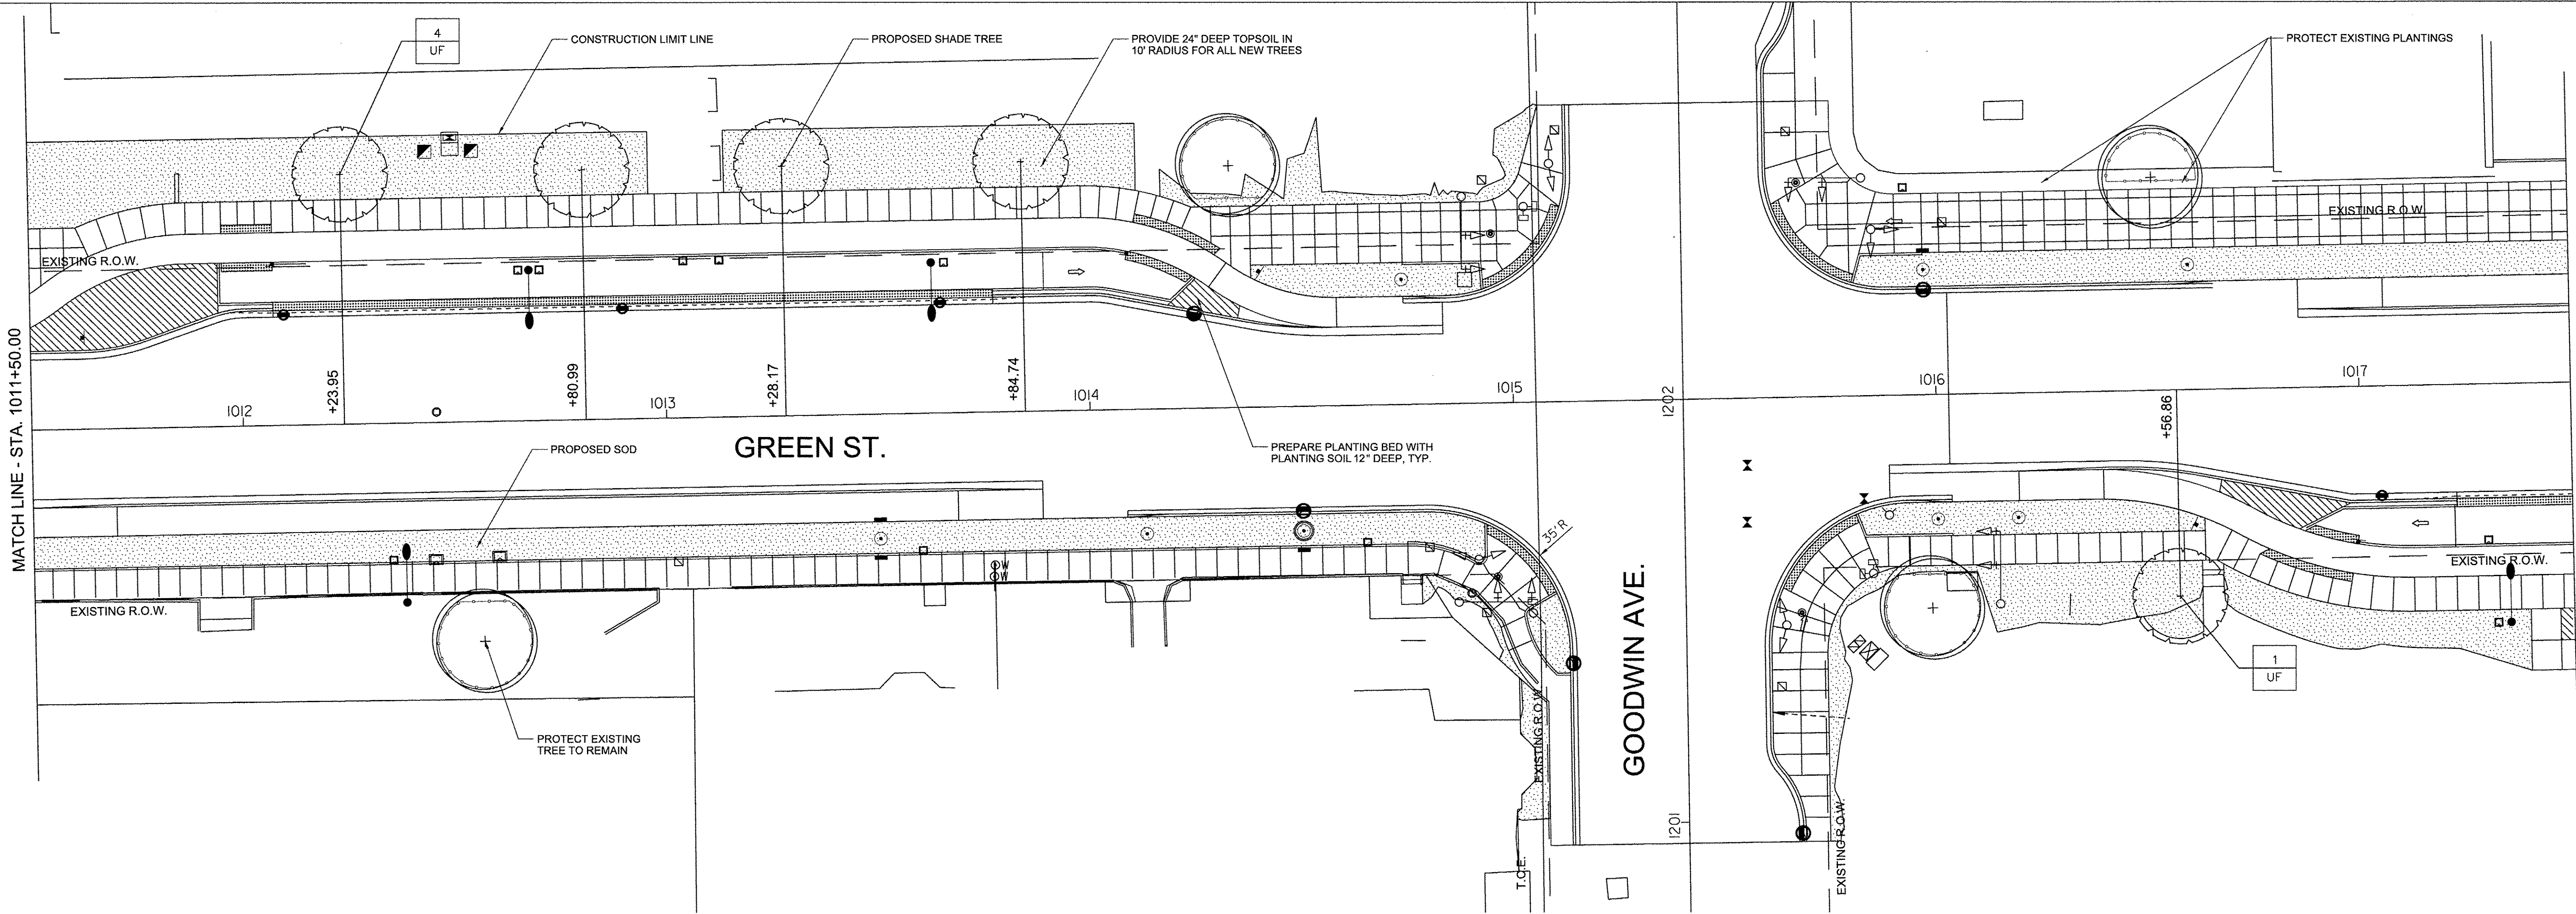 4
UF
CONSTRUCTION LIMIT LINE
PROPOSED SHADE TREE
PROVIDE 24" DEEP TOPSOIL IN
10' RADIUS FOR ALL NEW TREES
PROTECT EXISTING PLANTINGS
EXISTING R.O.W.
EXISTING R.O.W.
MATCH LINE - STA. 1011+50.00
+23.95
+80.99
+28.17
+84.74
+56.86
1012
1013
1014
1015
1202
1016
1017
GREEN ST.
PROPOSED SOD
PREPARE PLANTING BED WITH
PLANTING SOIL 12" DEEP, TYP.
35' R
W
W
EXISTING R.O.W.
EXISTING R.O.W.
1
UF
GOODWIN AVE.
EXISTING R.O.W.
PROTECT EXISTING
TREE TO REMAIN
1201
T.C.E.
EXISTING R.O.W.